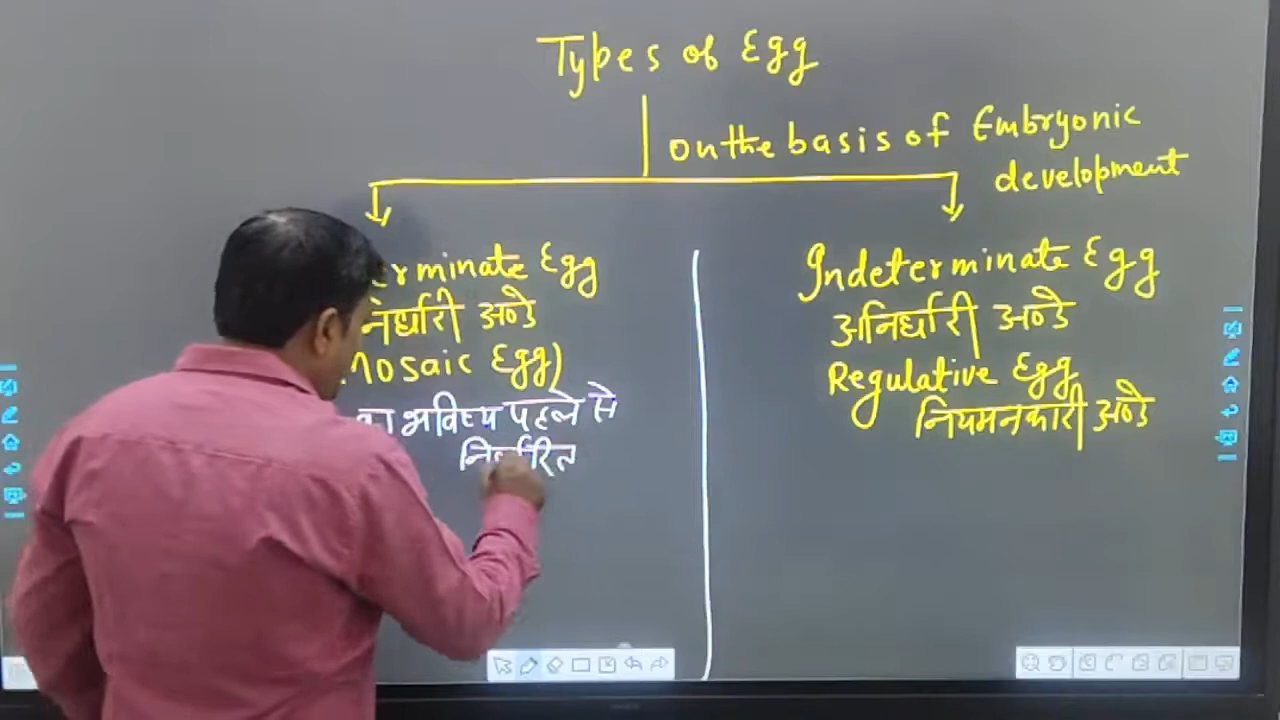 Types of Egg
on the basis of Embryonic
development
erminate Egg
निर्धारी अण्डे
Mosaic Egg)
का भविष्य पहले से
निर्धारित
Indeterminate Egg
अनिर्धारी अण्डे
Regulative Egg
नियमनकारी अण्डे